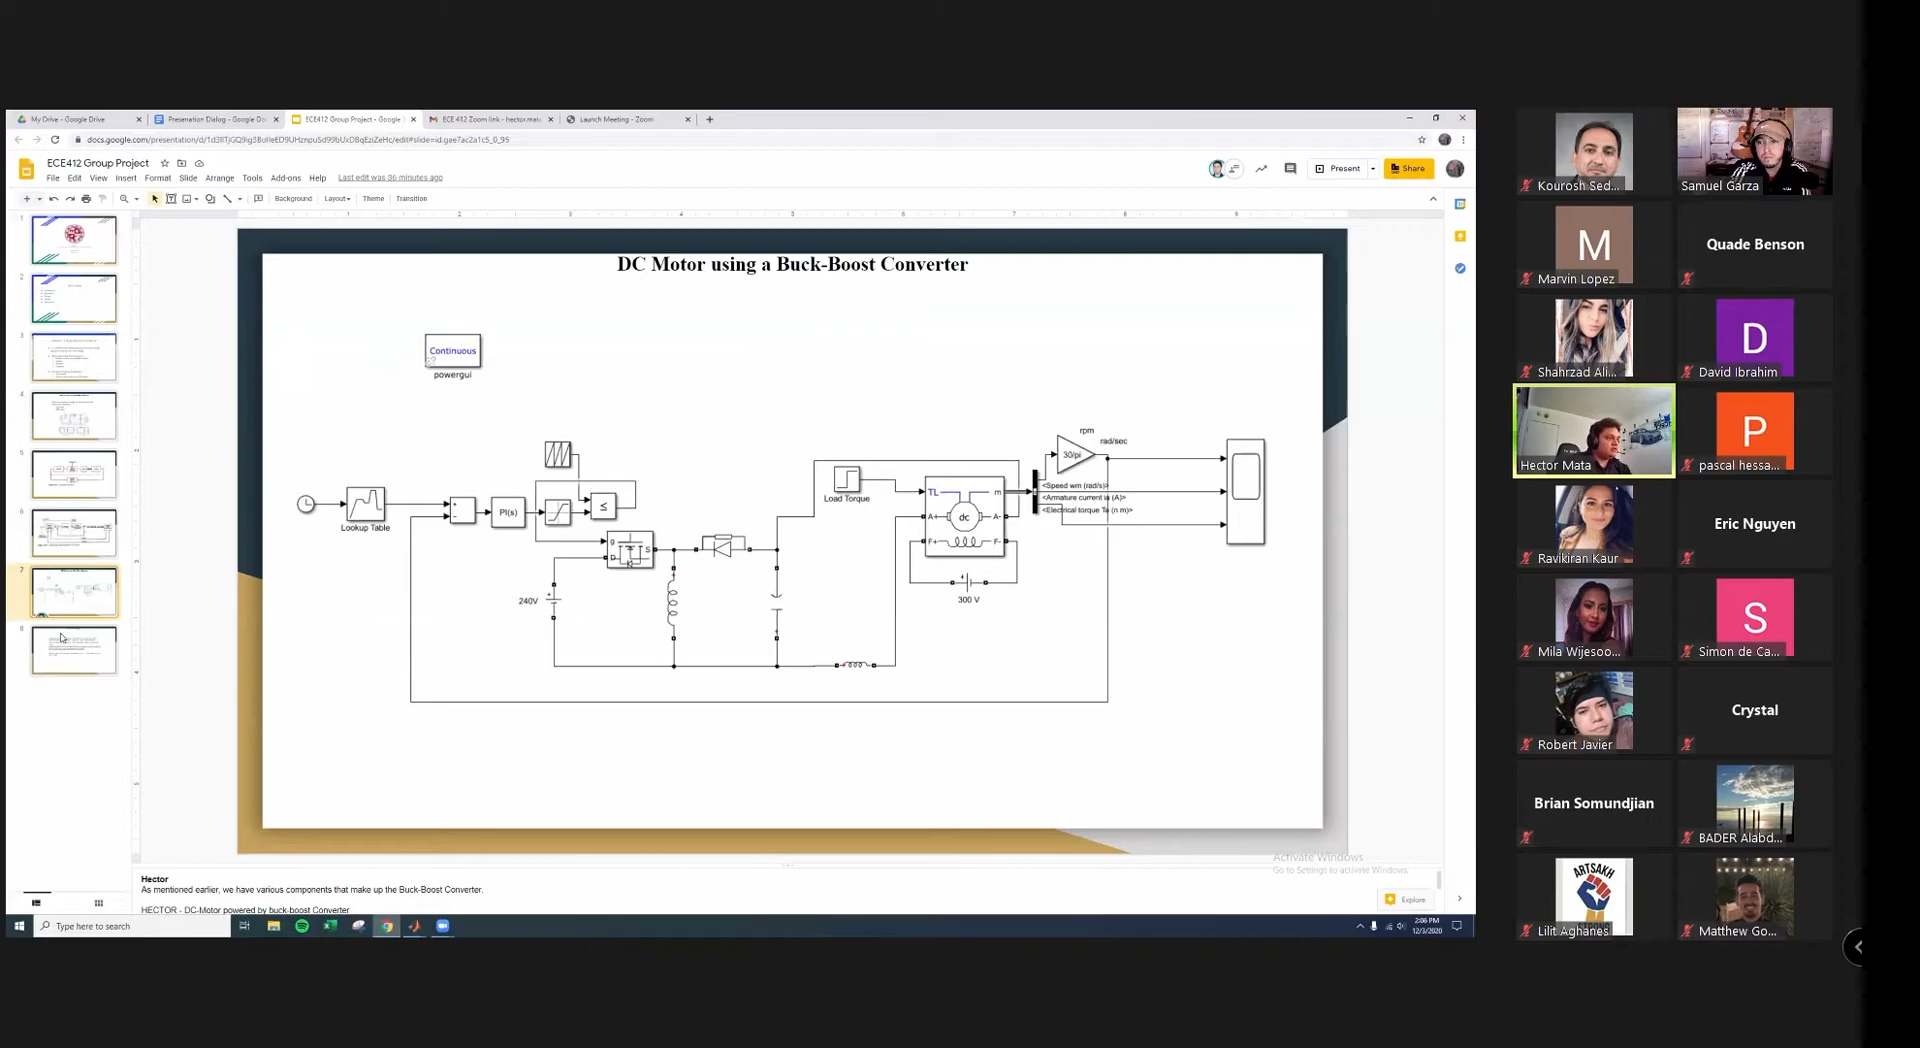 My Drive - Google Drive
Presenation Dialog - Google Do
ECE412 Group Project - Google
ECE 412 Zoom link - hector.mat
Launch Meeting - Zoom
ECE412 Group Project
File Edit View Insert Format Slide Arrange Tools Add-ons Help
Last edit was 36 minutes ago
Present
Share
Background Layout Theme Transition
DC Motor using a Buck-Boost Converter
Continuous
powergui
Lookup Table
PI(s)
≤
g
D
S
240V
Load Torque
TL
m
A+
dc
A-
F+
F-
300 V
rpm
30/pi
rad/sec
<Speed wm (rad/s)>
<Armature current ia (A)>
<Electrical torque Te (n m)>
Activate Windows
Go to Settings to activate Windows.
Hector
As mentioned earlier, we have various components that make up the Buck-Boost Converter.
HECTOR - DC-Motor powered by buck-boost Converter
Explore
Type here to search
2:06 PM
12/3/2020
Kourosh Sed...
Samuel Garza
M
Marvin Lopez
Quade Benson
Shahrzad Ali...
D
David Ibrahim
Hector Mata
P
pascal hessa...
Ravikiran Kaur
Eric Nguyen
Mila Wijesoo...
S
Simon de Ca...
Robert Javier
Crystal
Brian Somundjian
BADER Alabd...
ARTSAKH
Lilit Aghanes
Matthew Go...